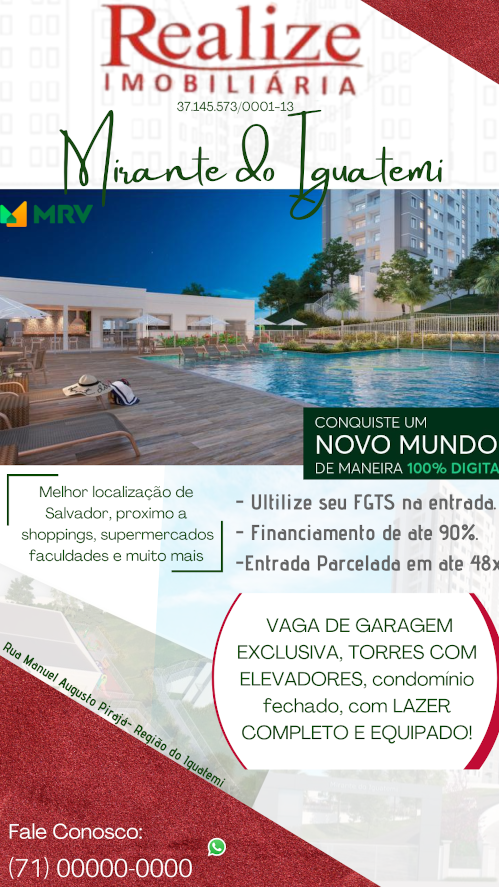 Realize
IMOBILIÁRIA
37.145.573/0001-13
Mirante do Iguatemi
MRV
CONQUISTE UM
NOVO MUNDO
DE MANEIRA 100% DIGITA
Melhor localização de
Salvador, proximo a
shoppings, supermercados
faculdades e muito mais
- Ultilize seu FGTS na entrada.
- Financiamento de ate 90%.
-Entrada Parcelada em ate 48x
VAGA DE GARAGEM
EXCLUSIVA, TORRES COM
ELEVADORES, condomínio
fechado, com LAZER
COMPLETO E EQUIPADO!
Rua Manuel Augusto Pirajá- Região do Iguatemi
Fale Conosco:
(71) 00000-0000